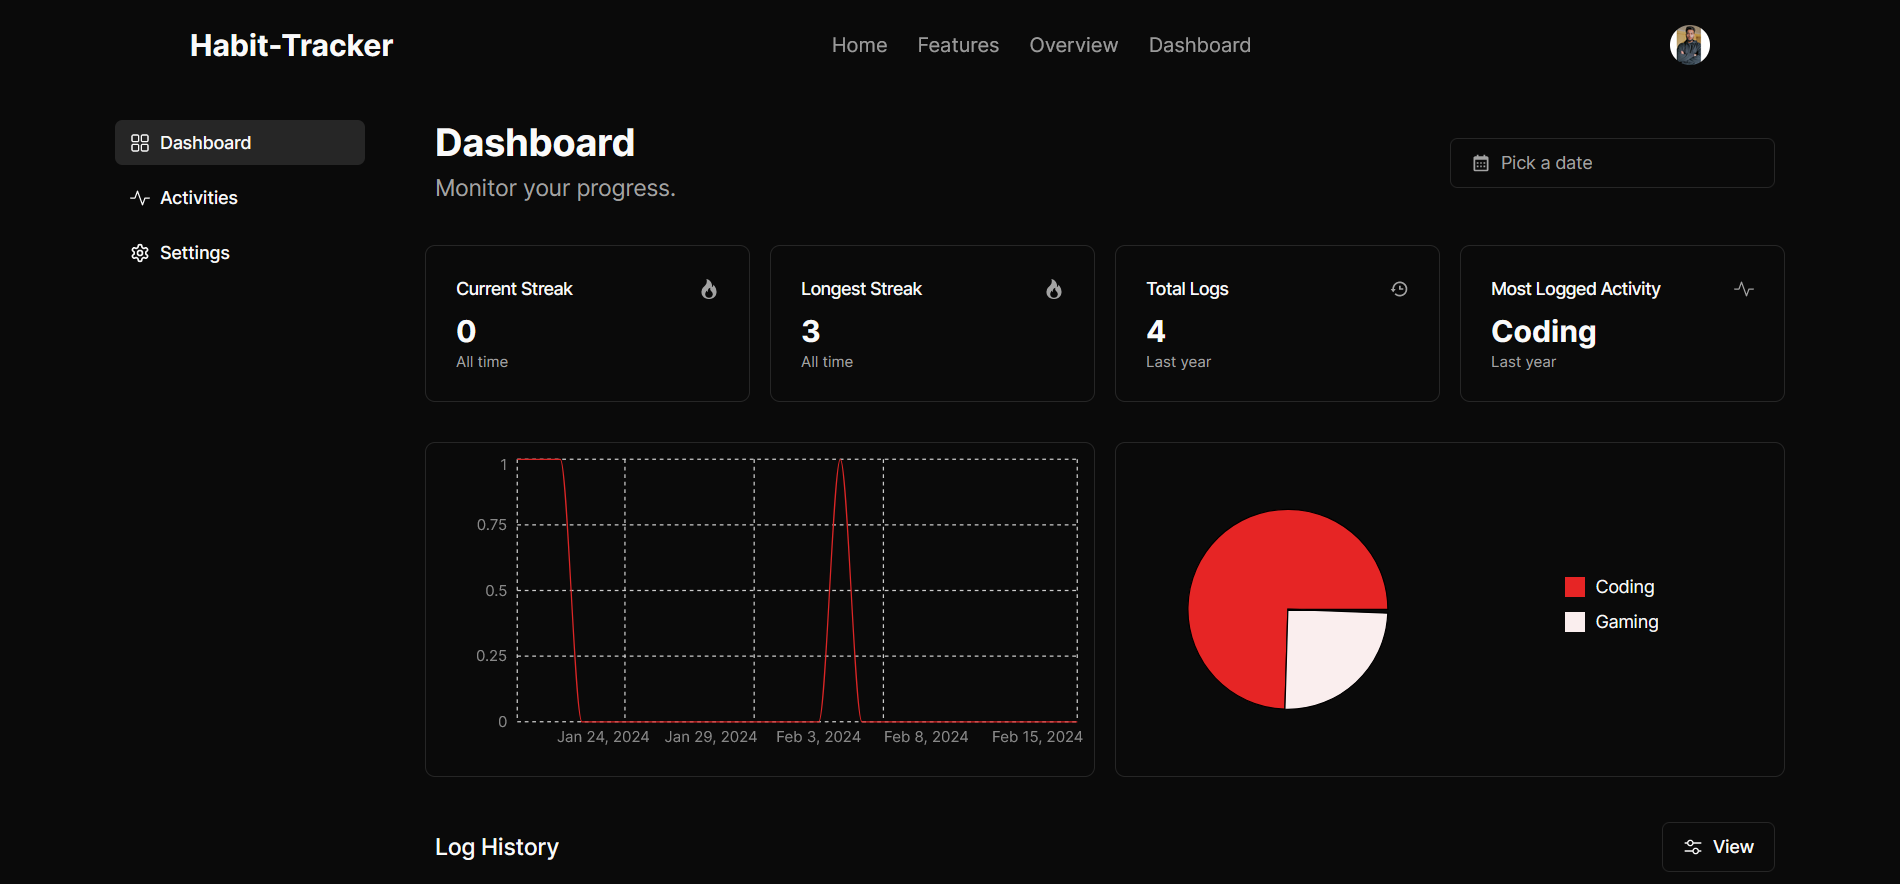 Habit-Tracker
Home Features Overview Dashboard
Dashboard
Activities
Settings
Dashboard
Monitor your progress.
Pick a date
Current Streak
0
All time
Longest Streak
3
All time
Total Logs
4
Last year
Most Logged Activity
Coding
Last year
1
0.75
0.5
0.25
0
Jan 24, 2024 Jan 29, 2024 Feb 3, 2024 Feb 8, 2024 Feb 15, 2024
Coding
Gaming
Log History
View